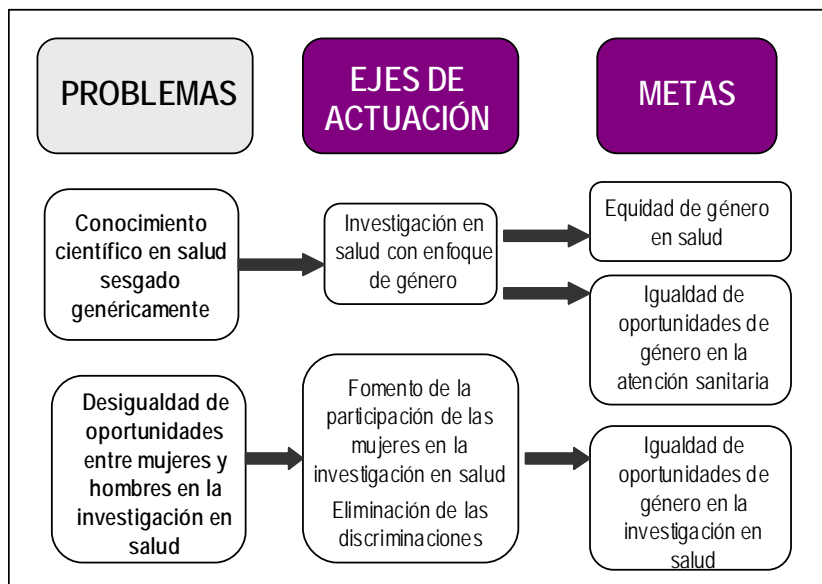 PROBLEMAS
EJES DE
ACTUACIÓN
METAS
Conocimiento
científico en salud
sesgado
genéricamente
Investigación en
salud con enfoque
de género
Equidad de género
en salud
Igualdad de
oportunidades de
género en la
atención sanitaria
Desigualdad de
oportunidades
entre mujeres y
hombres en la
investigación en
salud
Fomento de la
participación de las
mujeres en la
investigación en salud
Eliminación de las
discriminaciones
Igualdad de
oportunidades de
género en la
investigación en
salud